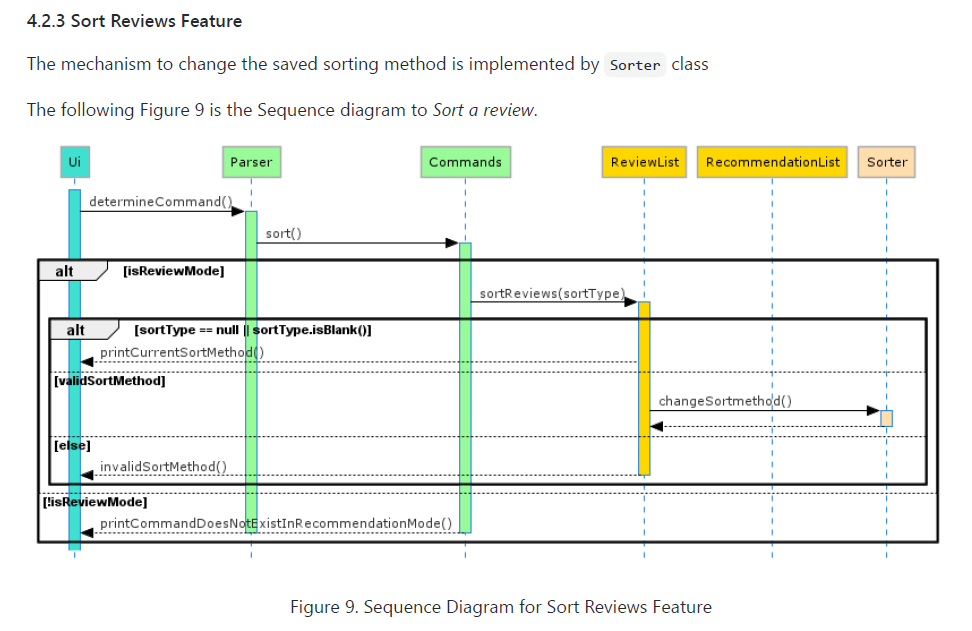 4.2.3 Sort Reviews Feature
The mechanism to change the saved sorting method is implemented by Sorter class
The following Figure 9 is the Sequence diagram to Sort a review.
Ui Parser Commands ReviewList RecommendationList Sorter
determineCommand()
sort()
alt [isReviewMode]
sortReviews(sortType)
alt [sortType == null || sortType.isBlank()]
printCurrentSortMethod()
[validSortMethod]
changeSortmethod()
[else]
invalidSortMethod()
[!isReviewMode]
printCommandDoesNotExistInRecommendationMode()
Figure 9. Sequence Diagram for Sort Reviews Feature